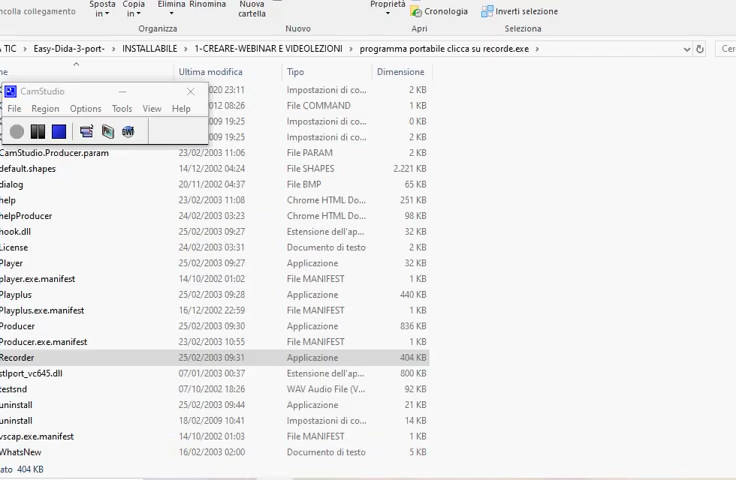 ncolla collegamento
Sposta in
Copia in
Elimina
Rinomina
Nuova cartella
Proprietà
Cronologia
Inverti selezione
Organizza
Nuovo
Apri
Seleziona
A TIC > Easy-Dida-3-port- > INSTALLABILE > 1-CREARE-WEBINAR E VIDEOLEZIONI > programma portabile clicca su recorde.exe >
Cer
me Ultima modifica Tipo Dimensione
020 23:11 Impostazioni di co... 2 KB
012 08:26 File COMMAND 1 KB
009 19:25 Impostazioni di co... 0 KB
009 19:25 Impostazioni di co... 2 KB
CamStudio
File Region Options Tools View Help
CamStudio.Producer.param 23/02/2003 11:06 File PARAM 2 KB
default.shapes 14/12/2002 04:24 File SHAPES 2.221 KB
dialog 20/11/2002 04:37 File BMP 65 KB
help 23/02/2003 11:08 Chrome HTML Do... 251 KB
helpProducer 24/02/2003 03:23 Chrome HTML Do... 98 KB
hook.dll 25/02/2003 09:27 Estensione dell'ap... 32 KB
License 24/02/2003 03:31 Documento di testo 2 KB
Player 25/02/2003 09:27 Applicazione 32 KB
player.exe.manifest 14/10/2002 01:02 File MANIFEST 1 KB
Playplus 25/02/2003 09:28 Applicazione 440 KB
Playplus.exe.manifest 16/12/2002 22:59 File MANIFEST 1 KB
Producer 25/02/2003 09:30 Applicazione 836 KB
Producer.exe.manifest 23/02/2003 10:55 File MANIFEST 1 KB
Recorder 25/02/2003 09:31 Applicazione 404 KB
stlport_vc645.dll 07/01/2003 00:37 Estensione dell'ap... 800 KB
testsnd 07/10/2002 18:26 WAV Audio File (V... 92 KB
uninstall 25/02/2003 09:44 Applicazione 21 KB
uninstall 18/02/2009 10:41 Impostazioni di co... 14 KB
vscap.exe.manifest 14/10/2002 01:03 File MANIFEST 1 KB
WhatsNew 16/02/2003 02:00 Documento di testo 5 KB
ato 404 KB